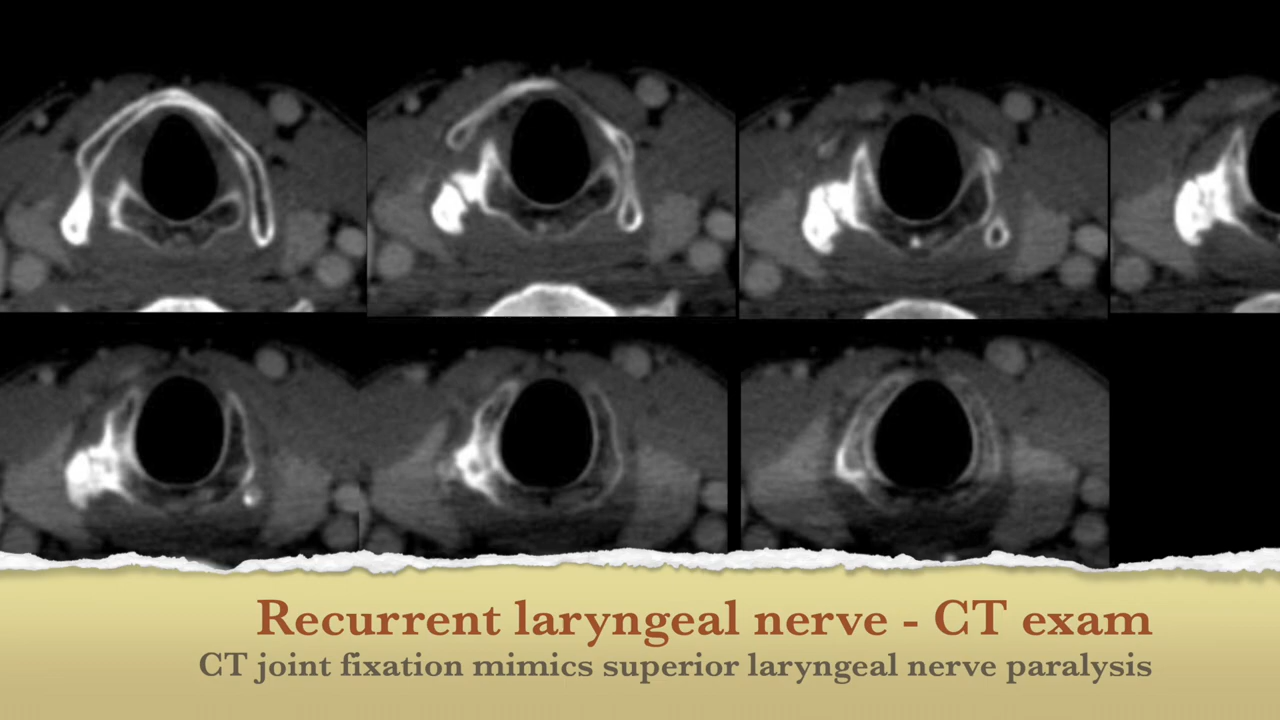 Recurrent laryngeal nerve - CT exam
CT joint fixation mimics superior laryngeal nerve paralysis